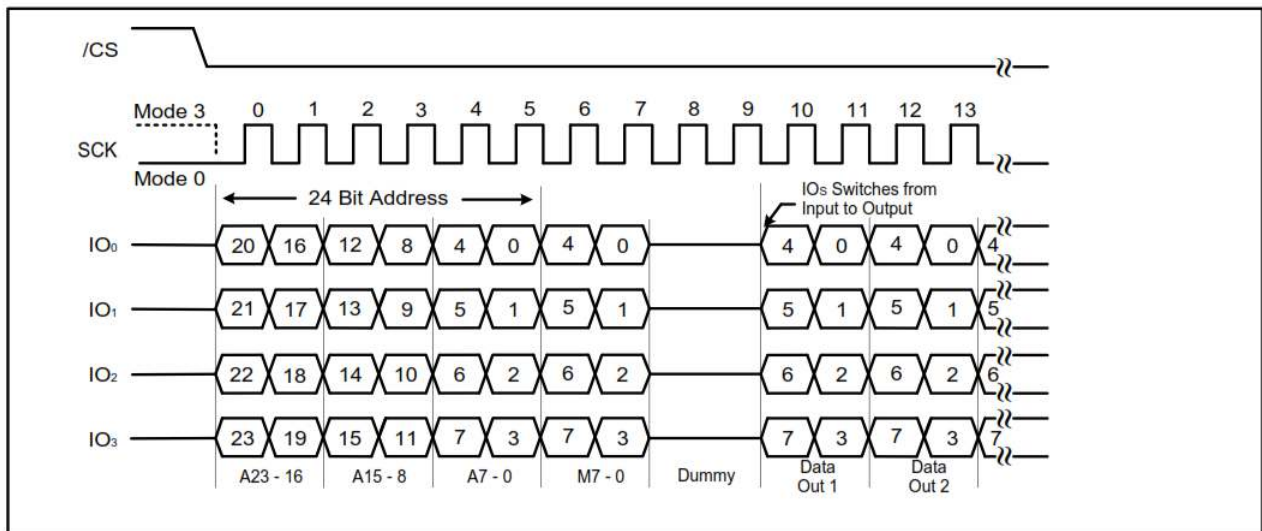 /CS
Mode 3 0 1 2 3 4 5 6 7 8 9 10 11 12 13
SCK
Mode 0
24 Bit Address
IOs Switches from
Input to Output
IO0 20 16 12 8 4 0 4 0 4 0 4 0 4
IO1 21 17 13 9 5 1 5 1 5 1 5 1 5
IO2 22 18 14 10 6 2 6 2 6 2 6 2 6
IO3 23 19 15 11 7 3 7 3 7 3 7 3 7
A23 - 16 A15 - 8 A7 - 0 M7 - 0 Dummy Data Data
Out 1 Out 2